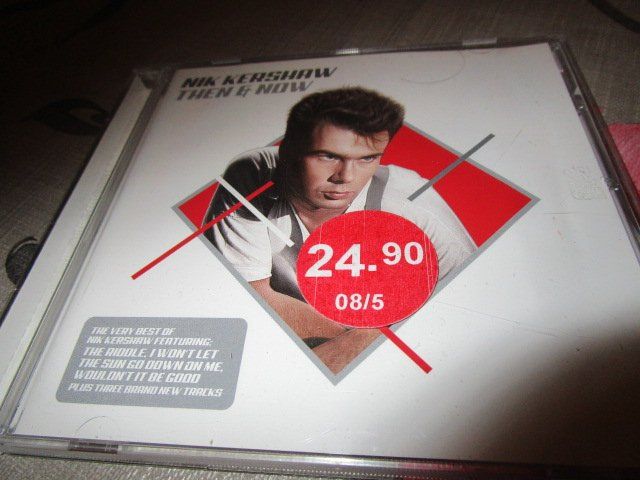 NIK KERSHAW
THEN & NOW
24.90
08/5
THE VERY BEST OF
NIK KERSHAW FEATURING:
THE RIDDLE, I WON'T LET
THE SUN GO DOWN ON ME,
WOULDN'T IT BE GOOD
PLUS THREE BRAND NEW TRACKS